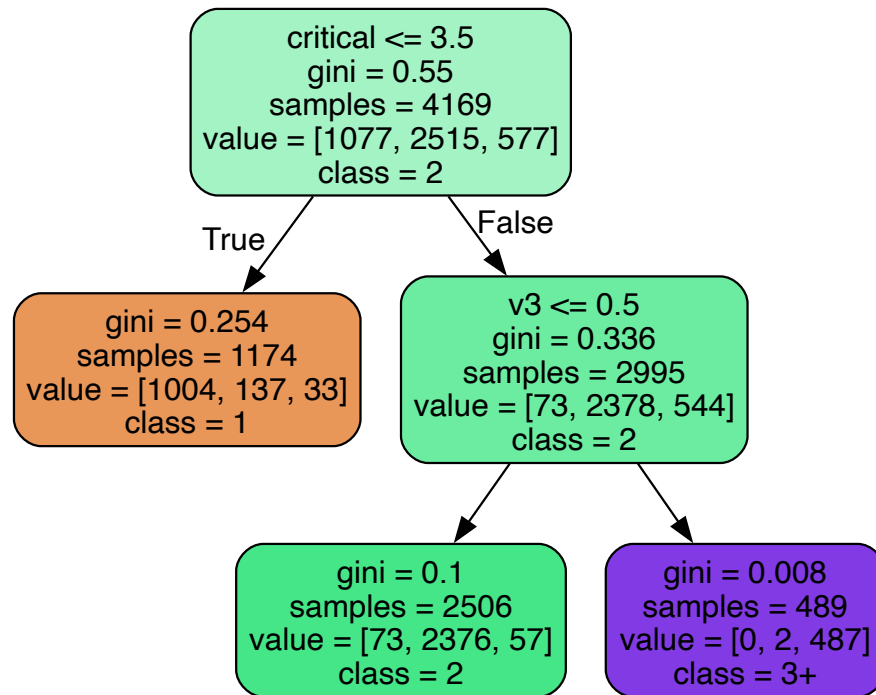 critical <= 3.5
gini = 0.55
samples = 4169
value = [1077, 2515, 577]
class = 2
True
False
gini = 0.254
samples = 1174
value = [1004, 137, 33]
class = 1
v3 <= 0.5
gini = 0.336
samples = 2995
value = [73, 2378, 544]
class = 2
gini = 0.1
samples = 2506
value = [73, 2376, 57]
class = 2
gini = 0.008
samples = 489
value = [0, 2, 487]
class = 3+